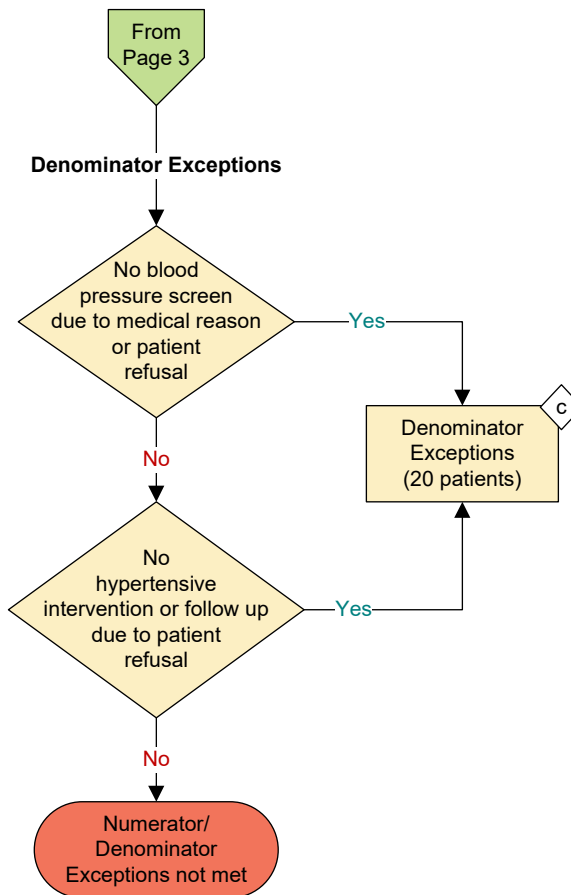 From
Page 3
Denominator Exceptions
No blood
pressure screen
due to medical reason
or patient
refusal
Yes
c
Denominator
Exceptions
(20 patients)
No
No
hypertensive
intervention or follow up
due to patient
refusal
Yes
No
Numerator/
Denominator
Exceptions not met